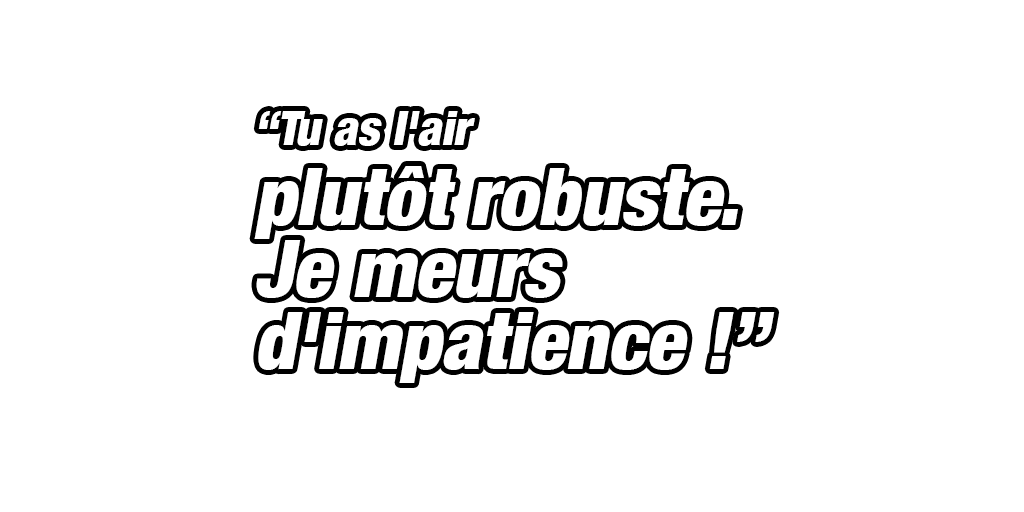 “Tu as l'air
plutôt robuste.
Je meurs
d'impatience !”